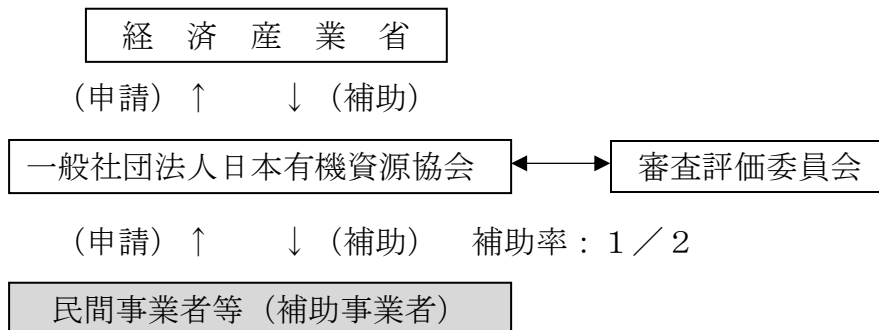 経 済 産 業 省
（申請）↑ ↓（補助）
一般社団法人日本有機資源協会 審査評価委員会
（申請）↑ ↓（補助） 補助率：１／２
民間事業者等（補助事業者）